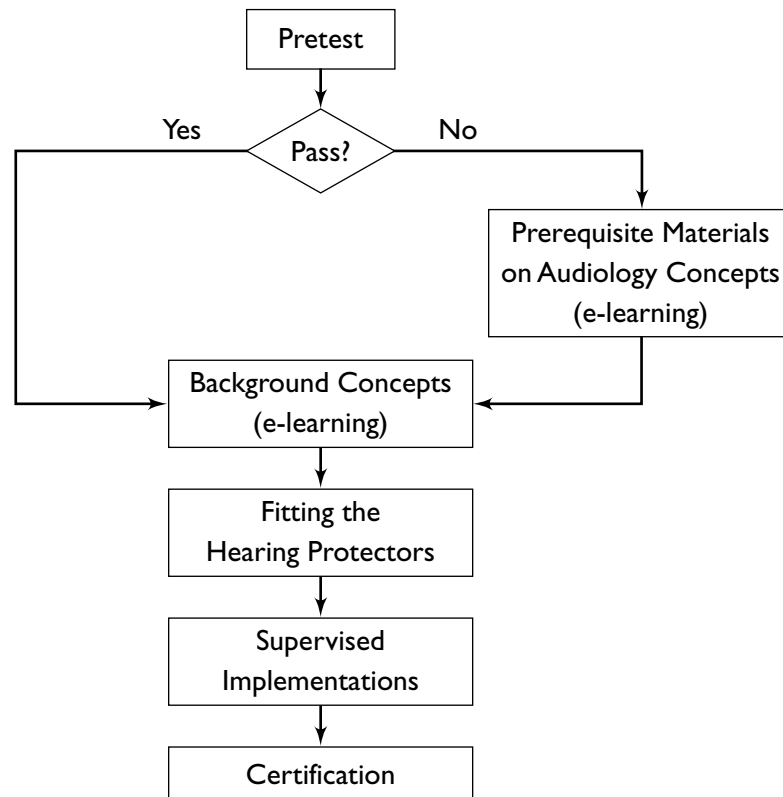 Pretest
Yes
No
Pass?
Prerequisite Materials
on Audiology Concepts
(e-learning)
Background Concepts
(e-learning)
Fitting the
Hearing Protectors
Supervised
Implementations
Certification